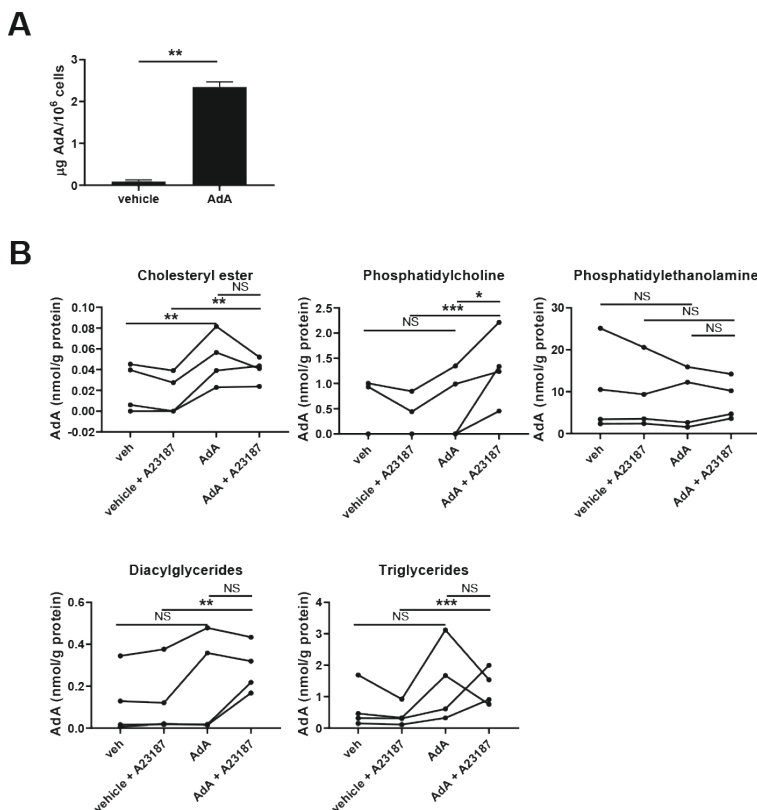 A
**
µg AdA/10⁶ cells
3
2
1
0
vehicle
AdA
B
Cholesteryl ester
NS
**
**
AdA (nmol/g protein)
0.10
0.08
0.06
0.04
0.02
0.00
-0.02
veh
vehicle + A23187
AdA
AdA + A23187
Phosphatidylcholine
*
***
NS
AdA (nmol/g protein)
2.5
2.0
1.5
1.0
0.5
0.0
veh
vehicle + A23187
AdA
AdA + A23187
Phosphatidylethanolamine
NS
NS
NS
AdA (nmol/g protein)
30
20
10
0
Veh
vehicle + A23187
AdA
AdA + A23187
Diacylglycerides
NS
**
NS
AdA (nmol/g protein)
0.6
0.4
0.2
0.0
veh
vehicle + A23187
AdA
AdA + A23187
Triglycerides
NS
***
NS
AdA (nmol/g protein)
4
3
2
1
0
veh
vehicle + A23187
AdA
AdA + A23187